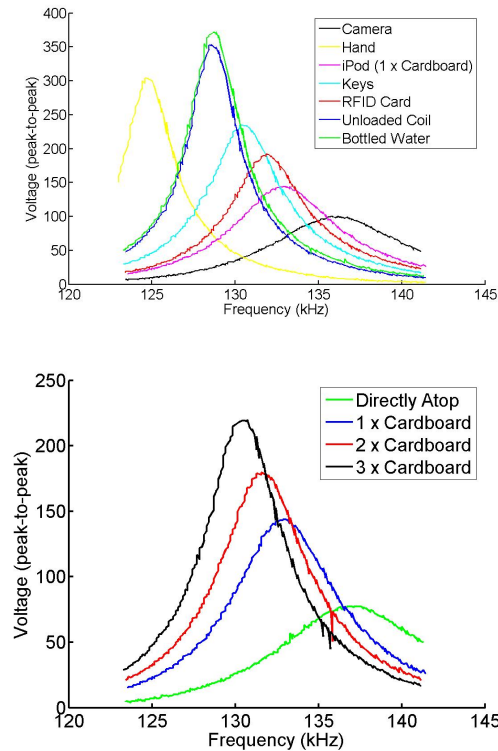 400
350
300
250
200
150
100
50
0
Voltage (peak-to-peak)
Camera
Hand
iPod (1 x Cardboard)
Keys
RFID Card
Unloaded Coil
Bottled Water
120 125 130 135 140 145
Frequency (kHz)
250
200
150
100
50
0
Voltage (peak-to-peak)
Directly Atop
1 x Cardboard
2 x Cardboard
3 x Cardboard
120 125 130 135 140 145
Frequency (kHz)